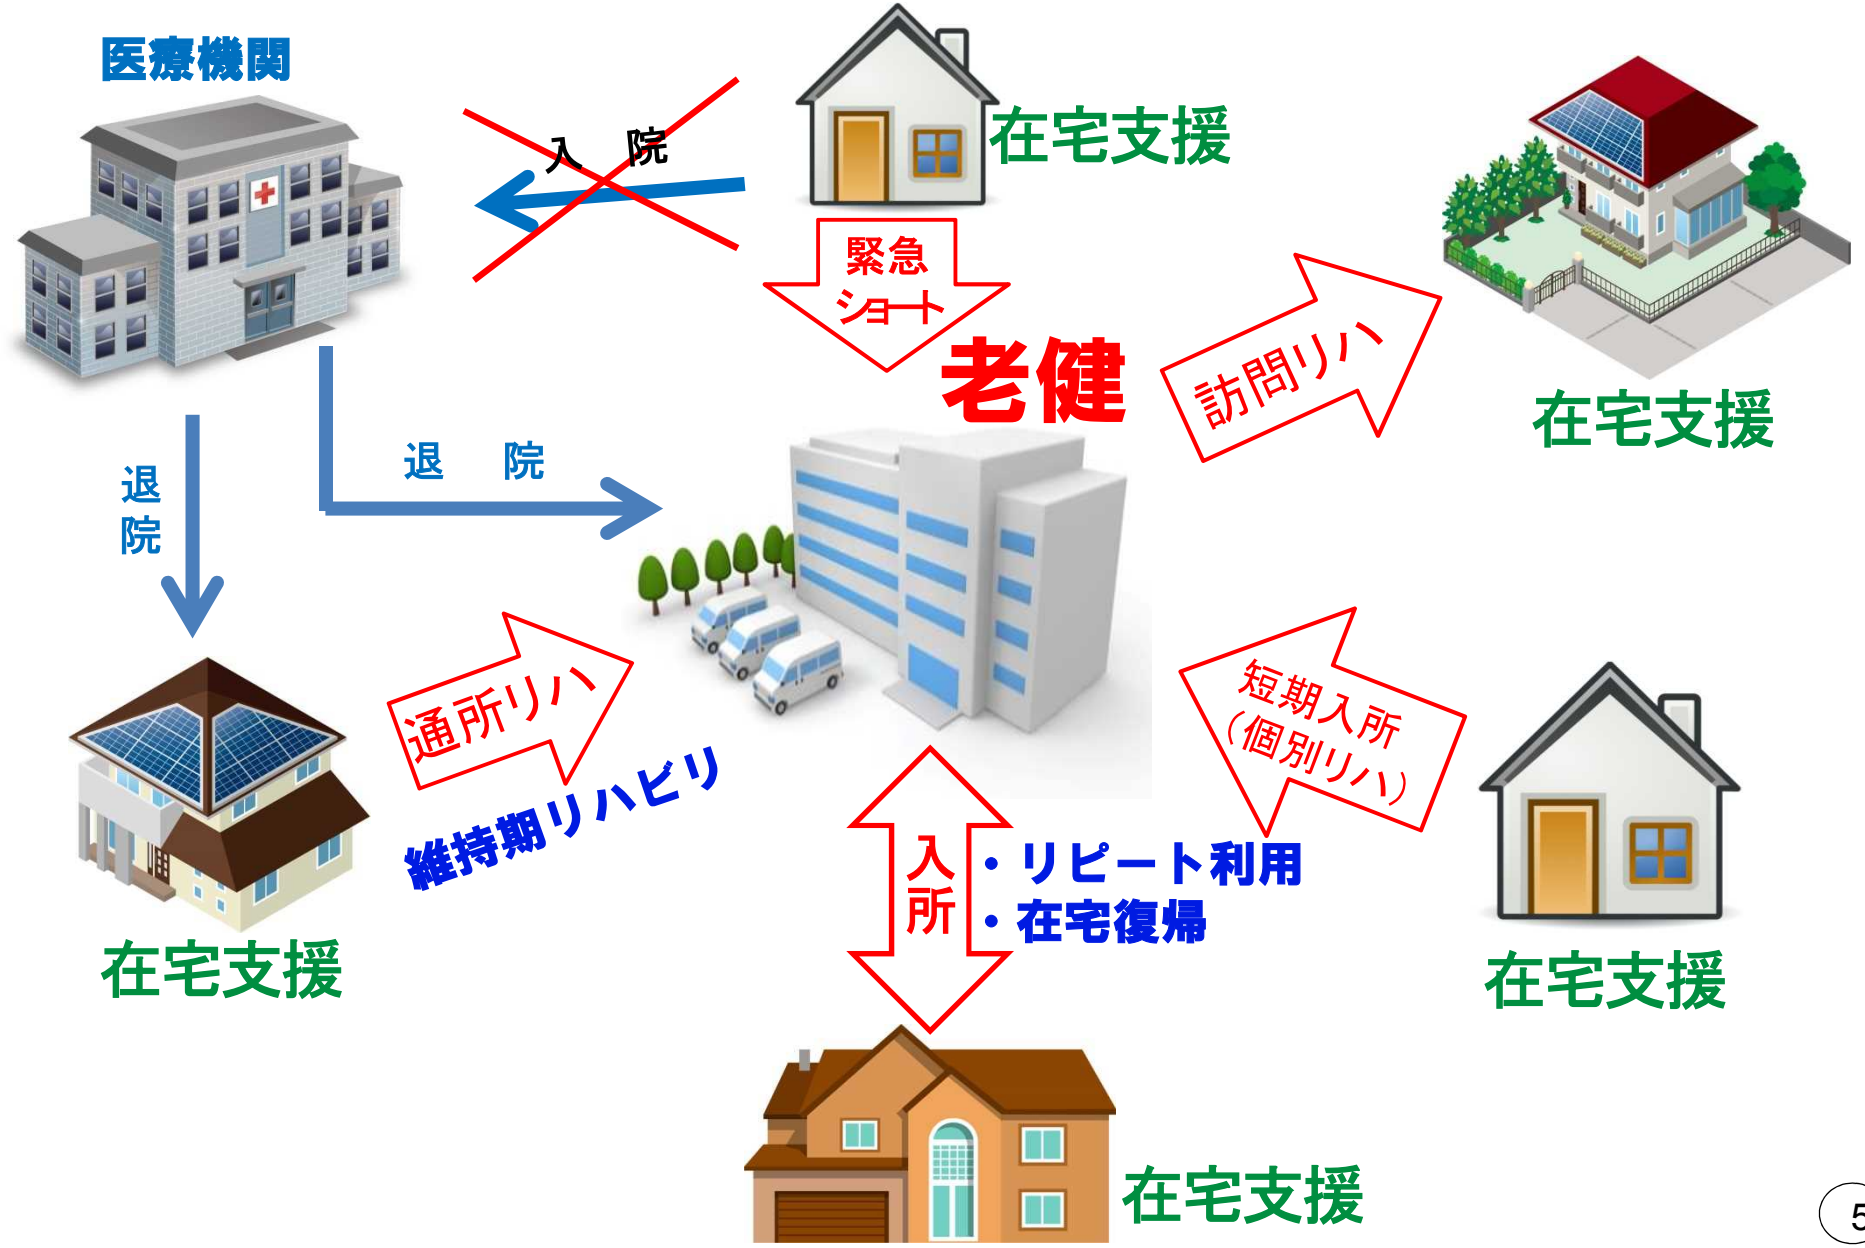 医療機関
入 院
在宅支援
緊急
ショート
老健
訪問リハ
在宅支援
退 院
退
院
通所リハ
維持期リハビリ
短期入所
（個別リハ）
入
所
・リピート利用
・在宅復帰
在宅支援
在宅支援
在宅支援
5